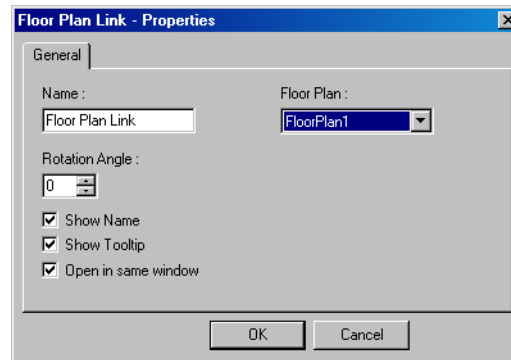 Floor Plan Link - Properties
General
Name :
Floor Plan :
Floor Plan Link
FloorPlan1
Rotation Angle :
0
Show Name
Show Tooltip
Open in same window
OK
Cancel